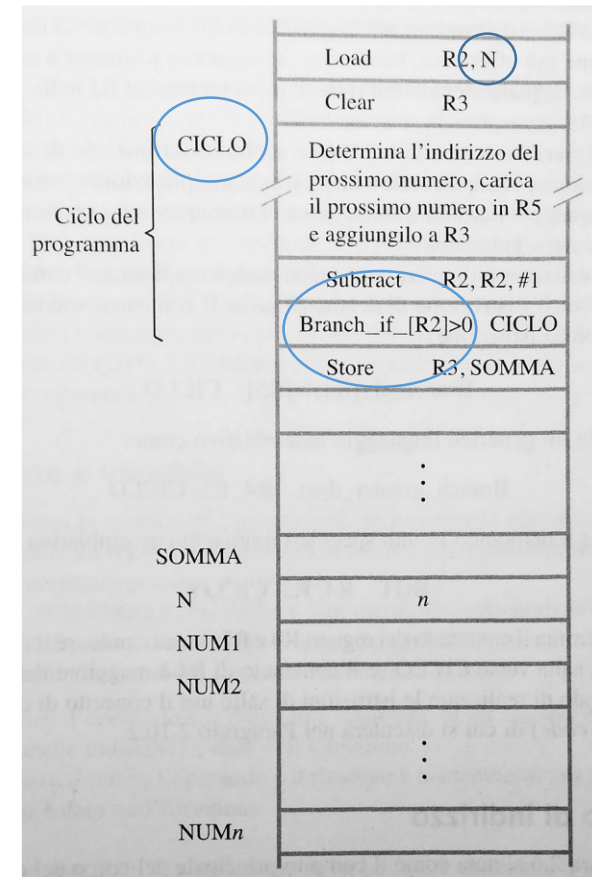 Load R2, N
Clear R3
CICLO
Determina l'indirizzo del
prossimo numero, carica
il prossimo numero in R5
e aggiungilo a R3
Ciclo del
programma
Subtract R2, R2, #1
Branch_if_[R2]>0 CICLO
Store R3, SOMMA
⋮
SOMMA
N n
NUM1
NUM2
⋮
NUMn